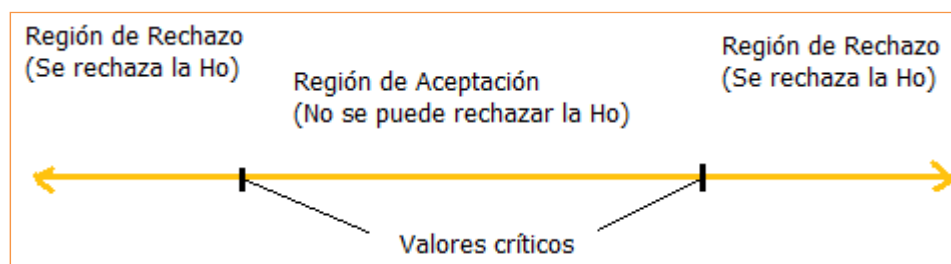 Región de Rechazo
(Se rechaza la Ho)
Región de Aceptación
(No se puede rechazar la Ho)
Región de Rechazo
(Se rechaza la Ho)
Valores críticos